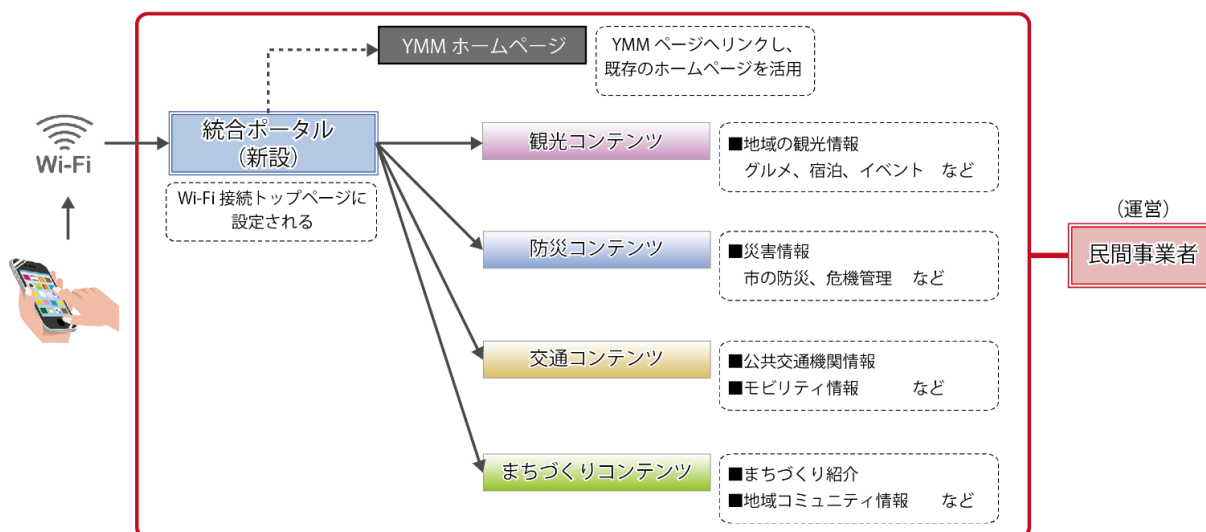 YMM ホームページ
YMM ページへリンクし、
既存のホームページを活用
Wi-Fi
統合ポータル
（新設）
Wi-Fi 接続トップページに
設定される
観光コンテンツ
■地域の観光情報
グルメ、宿泊、イベント　など
防災コンテンツ
■災害情報
市の防災、危機管理　など
交通コンテンツ
■公共交通機関情報
■モビリティ情報　　　など
まちづくりコンテンツ
■まちづくり紹介
■地域コミュニティ情報　など
（運営）
民間事業者